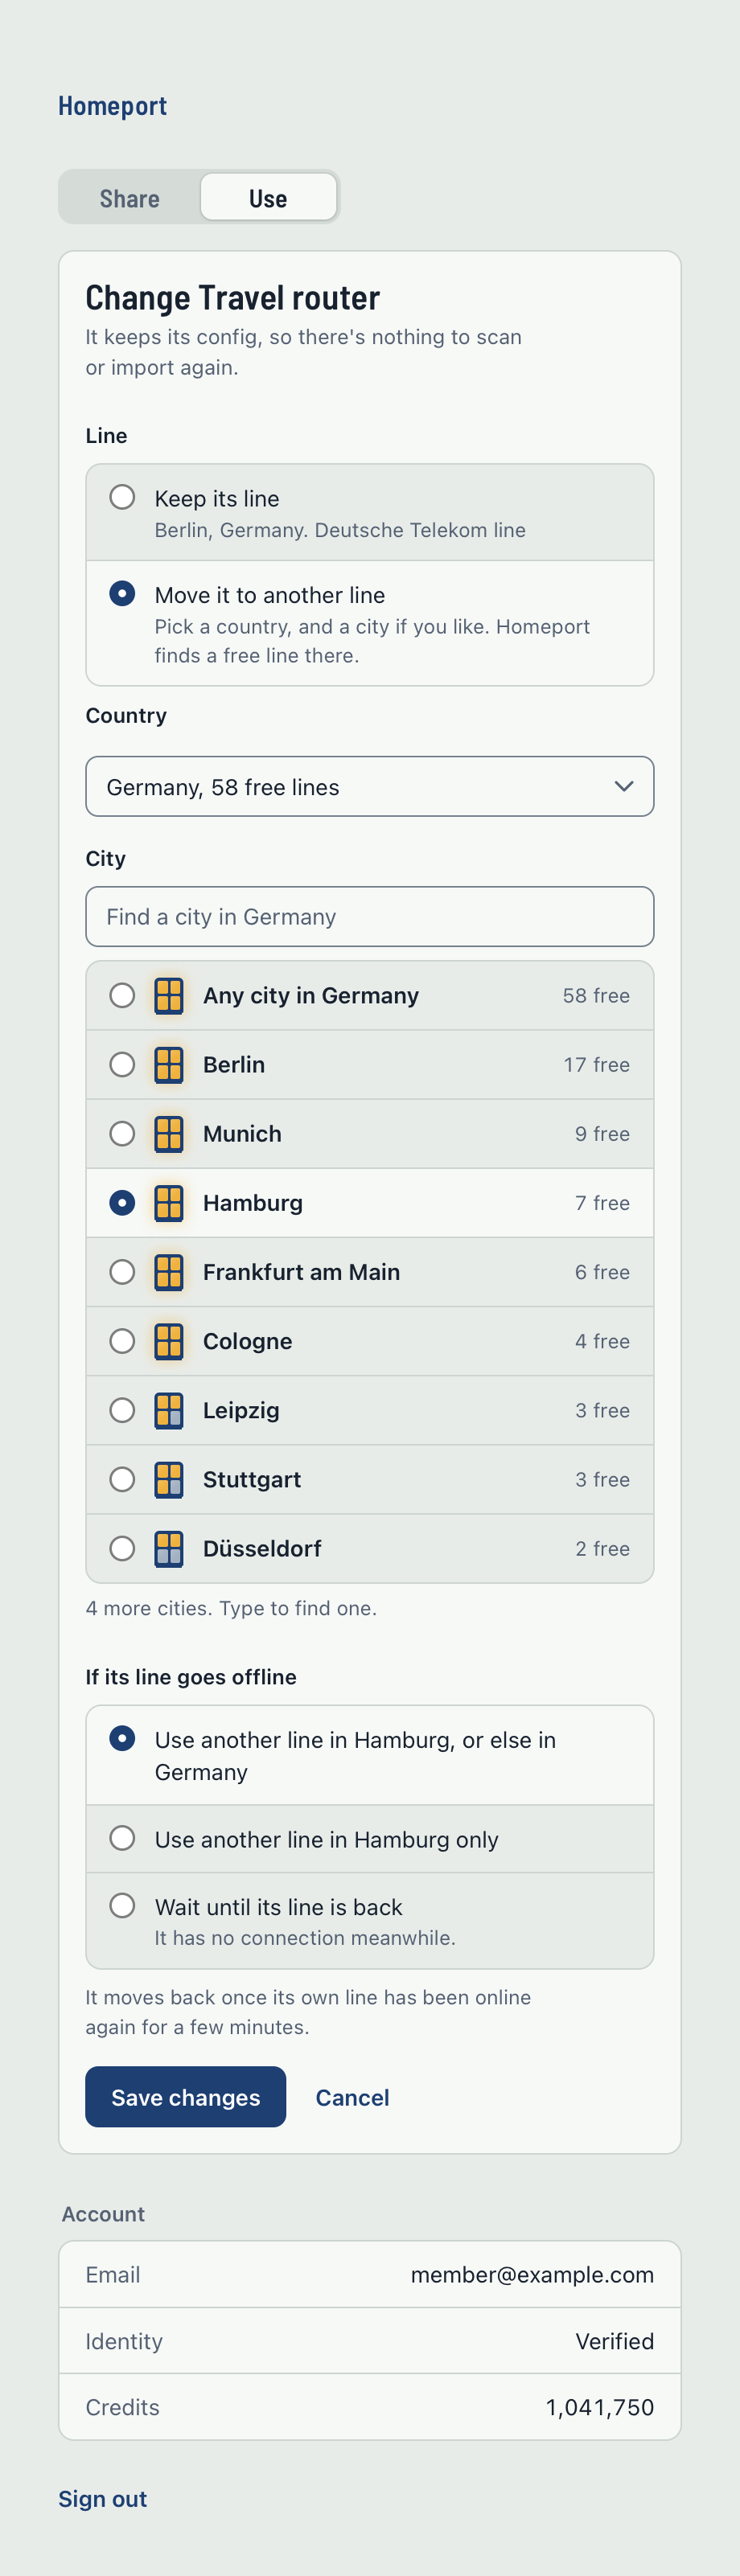 Homeport
Share
Use
Change Travel router
It keeps its config, so there's nothing to scan
or import again.
Line
Keep its line
Berlin, Germany. Deutsche Telekom line
Move it to another line
Pick a country, and a city if you like. Homeport
finds a free line there.
Country
Germany, 58 free lines
City
Find a city in Germany
Any city in Germany 58 free
Berlin 17 free
Munich 9 free
Hamburg 7 free
Frankfurt am Main 6 free
Cologne 4 free
Leipzig 3 free
Stuttgart 3 free
Düsseldorf 2 free
4 more cities. Type to find one.
If its line goes offline
Use another line in Hamburg, or else in
Germany
Use another line in Hamburg only
Wait until its line is back
It has no connection meanwhile.
It moves back once its own line has been online
again for a few minutes.
Save changes Cancel
Account
Email member@example.com
Identity Verified
Credits 1,041,750
Sign out